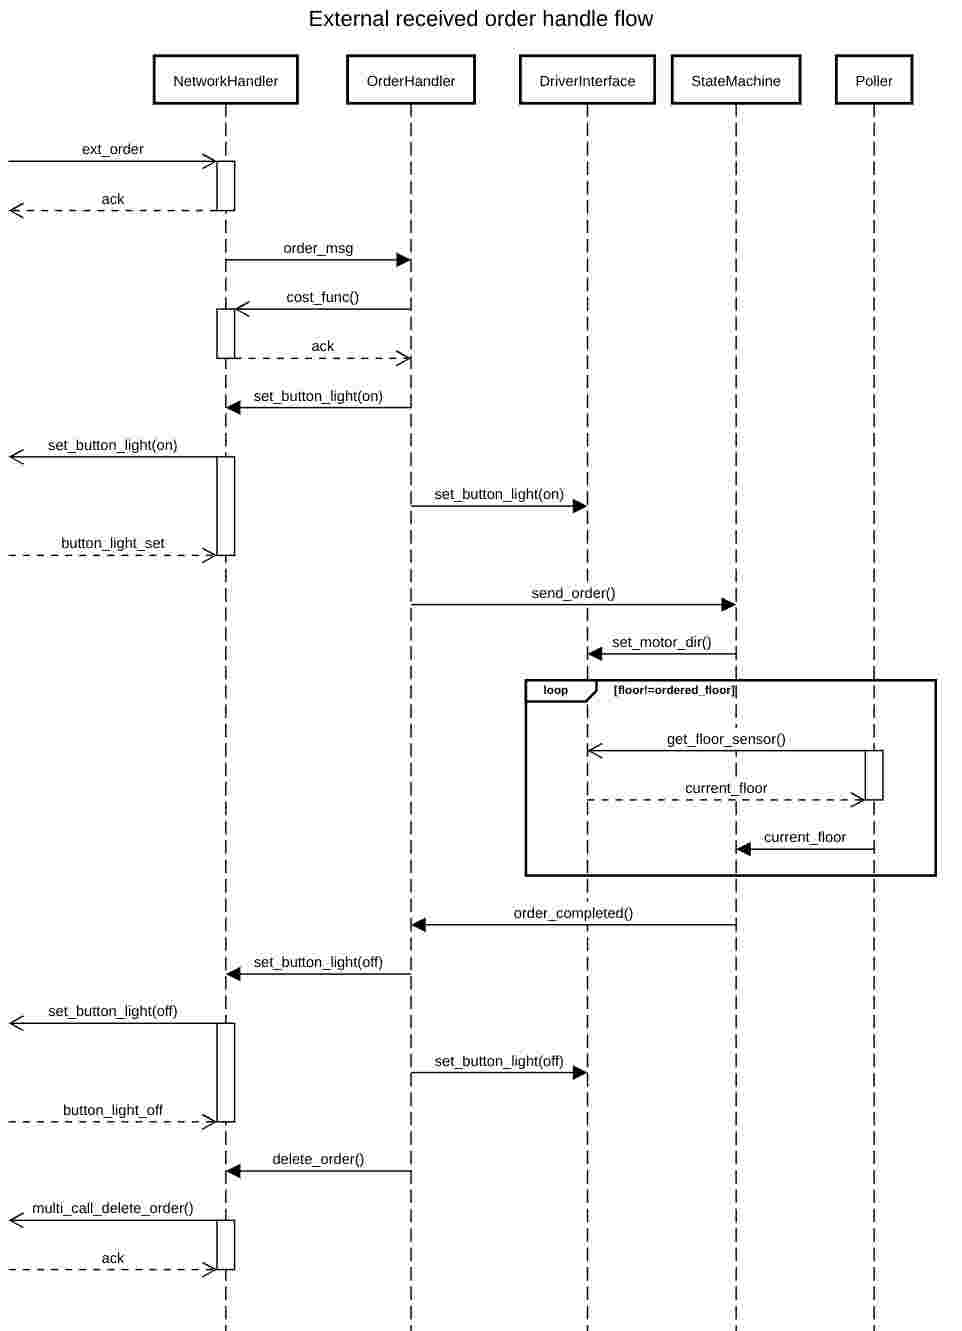 External received order handle flow
NetworkHandler
OrderHandler
DriverInterface
StateMachine
Poller
ext_order
ack
order_msg
cost_func()
ack
set_button_light(on)
set_button_light(on)
set_button_light(on)
button_light_set
send_order()
set_motor_dir()
loop
[floor!=ordered_floor]
get_floor_sensor()
current_floor
current_floor
order_completed()
set_button_light(off)
set_button_light(off)
set_button_light(off)
button_light_off
delete_order()
multi_call_delete_order()
ack